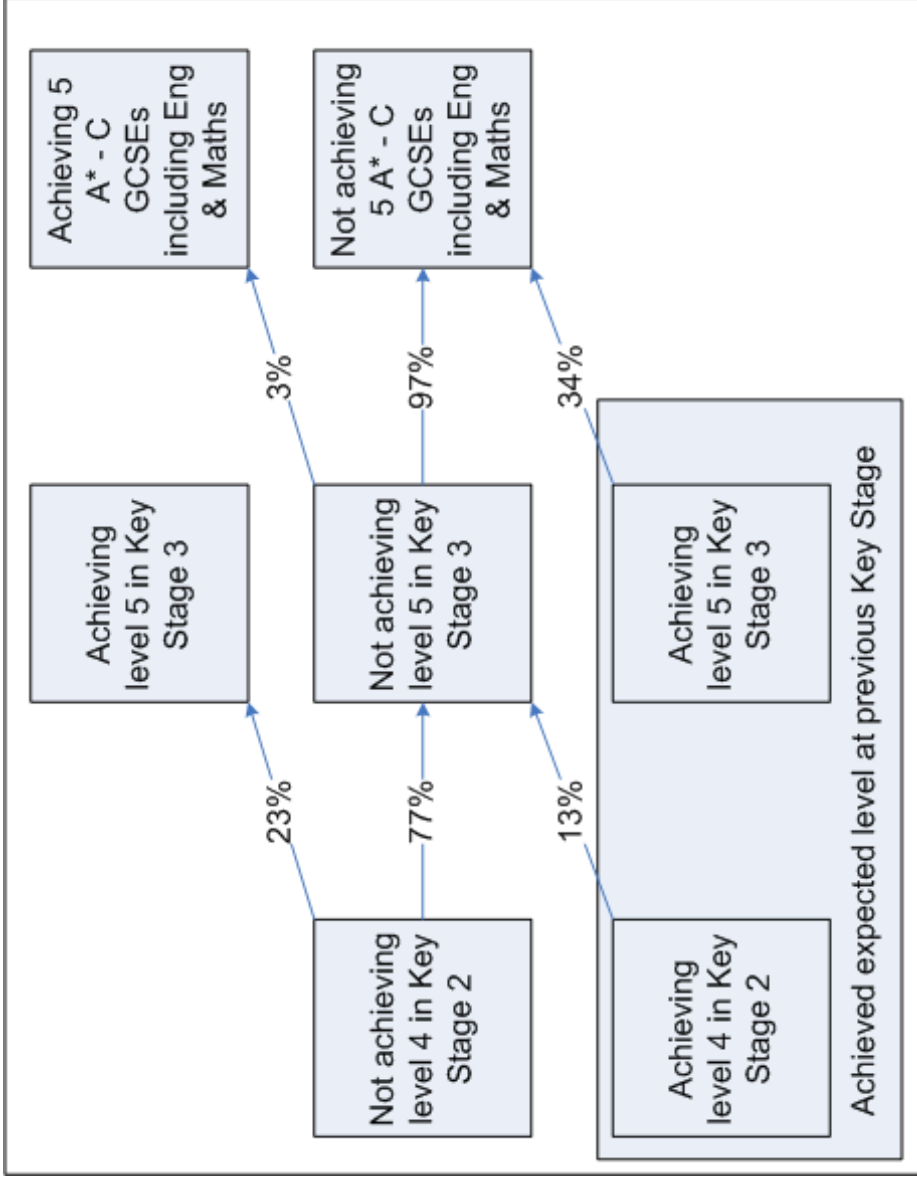 Achieving 5
A* - C
GCSEs
including Eng
& Maths
Not achieving
5 A* - C
GCSEs
including Eng
& Maths
3%
97%
34%
Achieving
level 5 in Key
Stage 3
Not achieving
level 5 in Key
Stage 3
Achieving
level 5 in Key
Stage 3
23%
77%
13%
Not achieving
level 4 in Key
Stage 2
Achieving
level 4 in Key
Stage 2
Achieved expected level at previous Key Stage